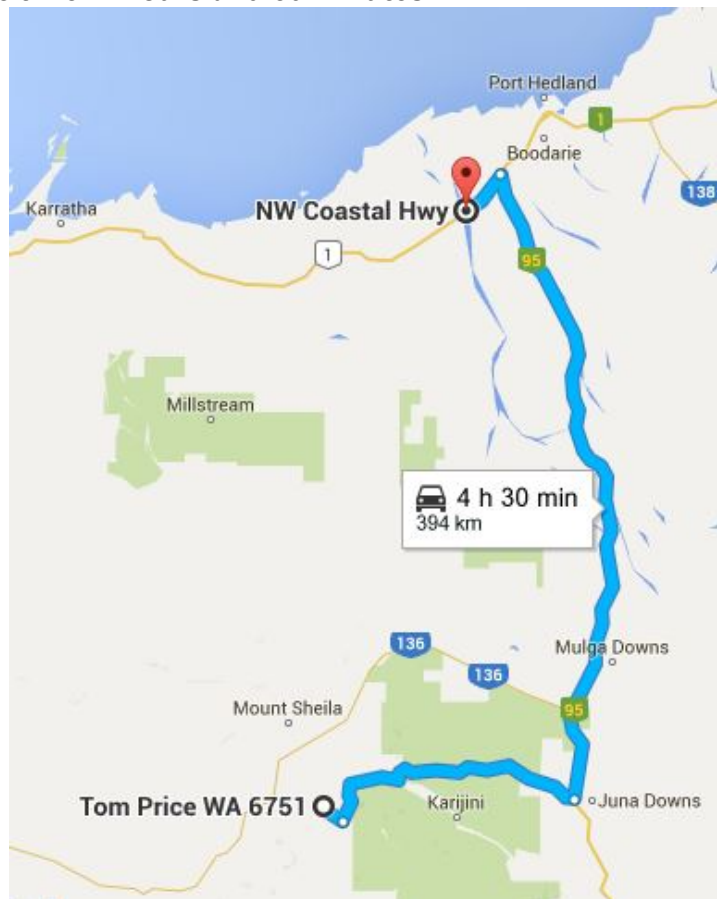 Port Hedland
1
Boodarie
138
Karratha
NW Coastal Hwy
1
95
Millstream
4 h 30 min
394 km
136
Mulga Downs
136
Mount Sheila
95
Tom Price WA 6751
Karijini
Juna Downs